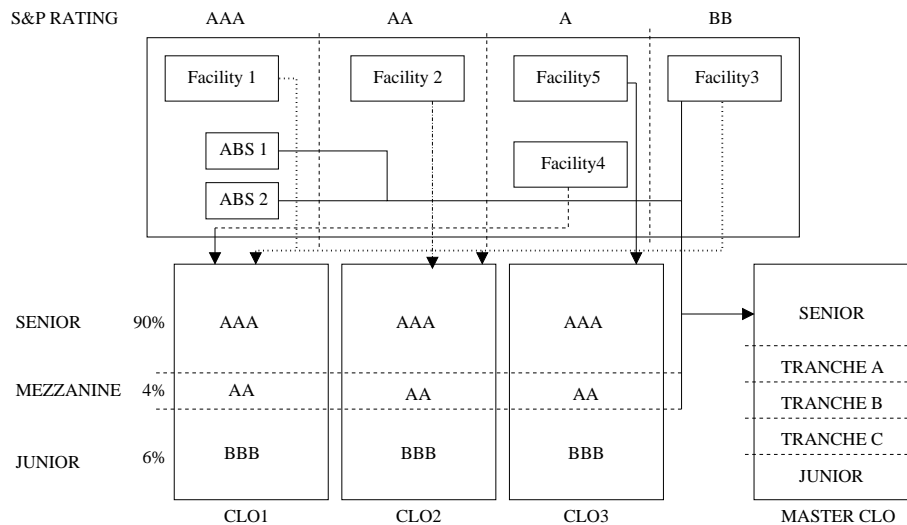 S&P RATING AAA AA A BB
Facility 1 Facility 2 Facility5 Facility3
ABS 1
Facility4
ABS 2
SENIOR 90% AAA AAA AAA SENIOR
TRANCHE A
MEZZANINE 4% AA AA AA
TRANCHE B
TRANCHE C
JUNIOR 6% BBB BBB BBB
JUNIOR
CLO1 CLO2 CLO3 MASTER CLO